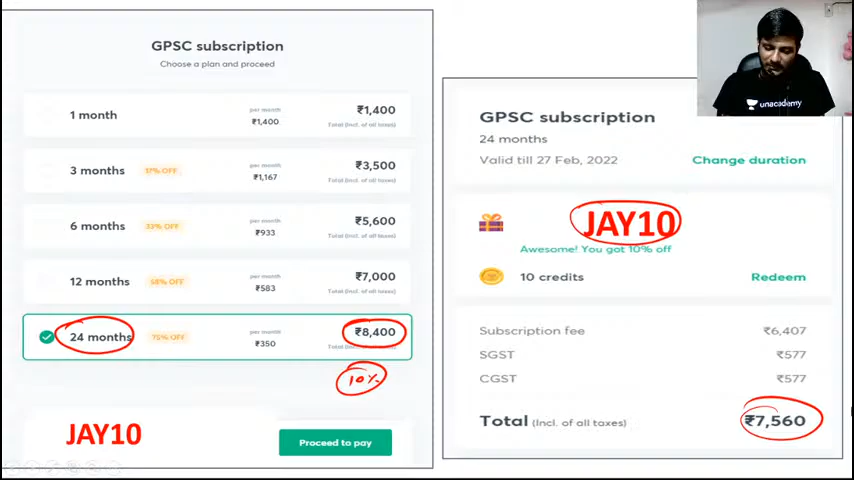 GPSC subscription
Choose a plan and proceed
1 month
per month
₹1,400
₹1,400
Total (Incl. of all taxes)
3 months
17% OFF
per month
₹1,167
₹3,500
Total (Incl. of all taxes)
6 months
33% OFF
per month
₹933
₹5,600
Total (Incl. of all taxes)
12 months
58% OFF
per month
₹583
₹7,000
Total (Incl. of all taxes)
24 months
75% OFF
per month
₹350
₹8,400
Total (Incl. of all taxes)
10%
JAY10
Proceed to pay
GPSC subscription
24 months
Valid till 27 Feb, 2022
Change duration
JAY10
Awesome! You got 10% off
10 credits
Redeem
Subscription fee
₹6,407
SGST
₹577
CGST
₹577
Total (Incl. of all taxes)
₹7,560
unacademy